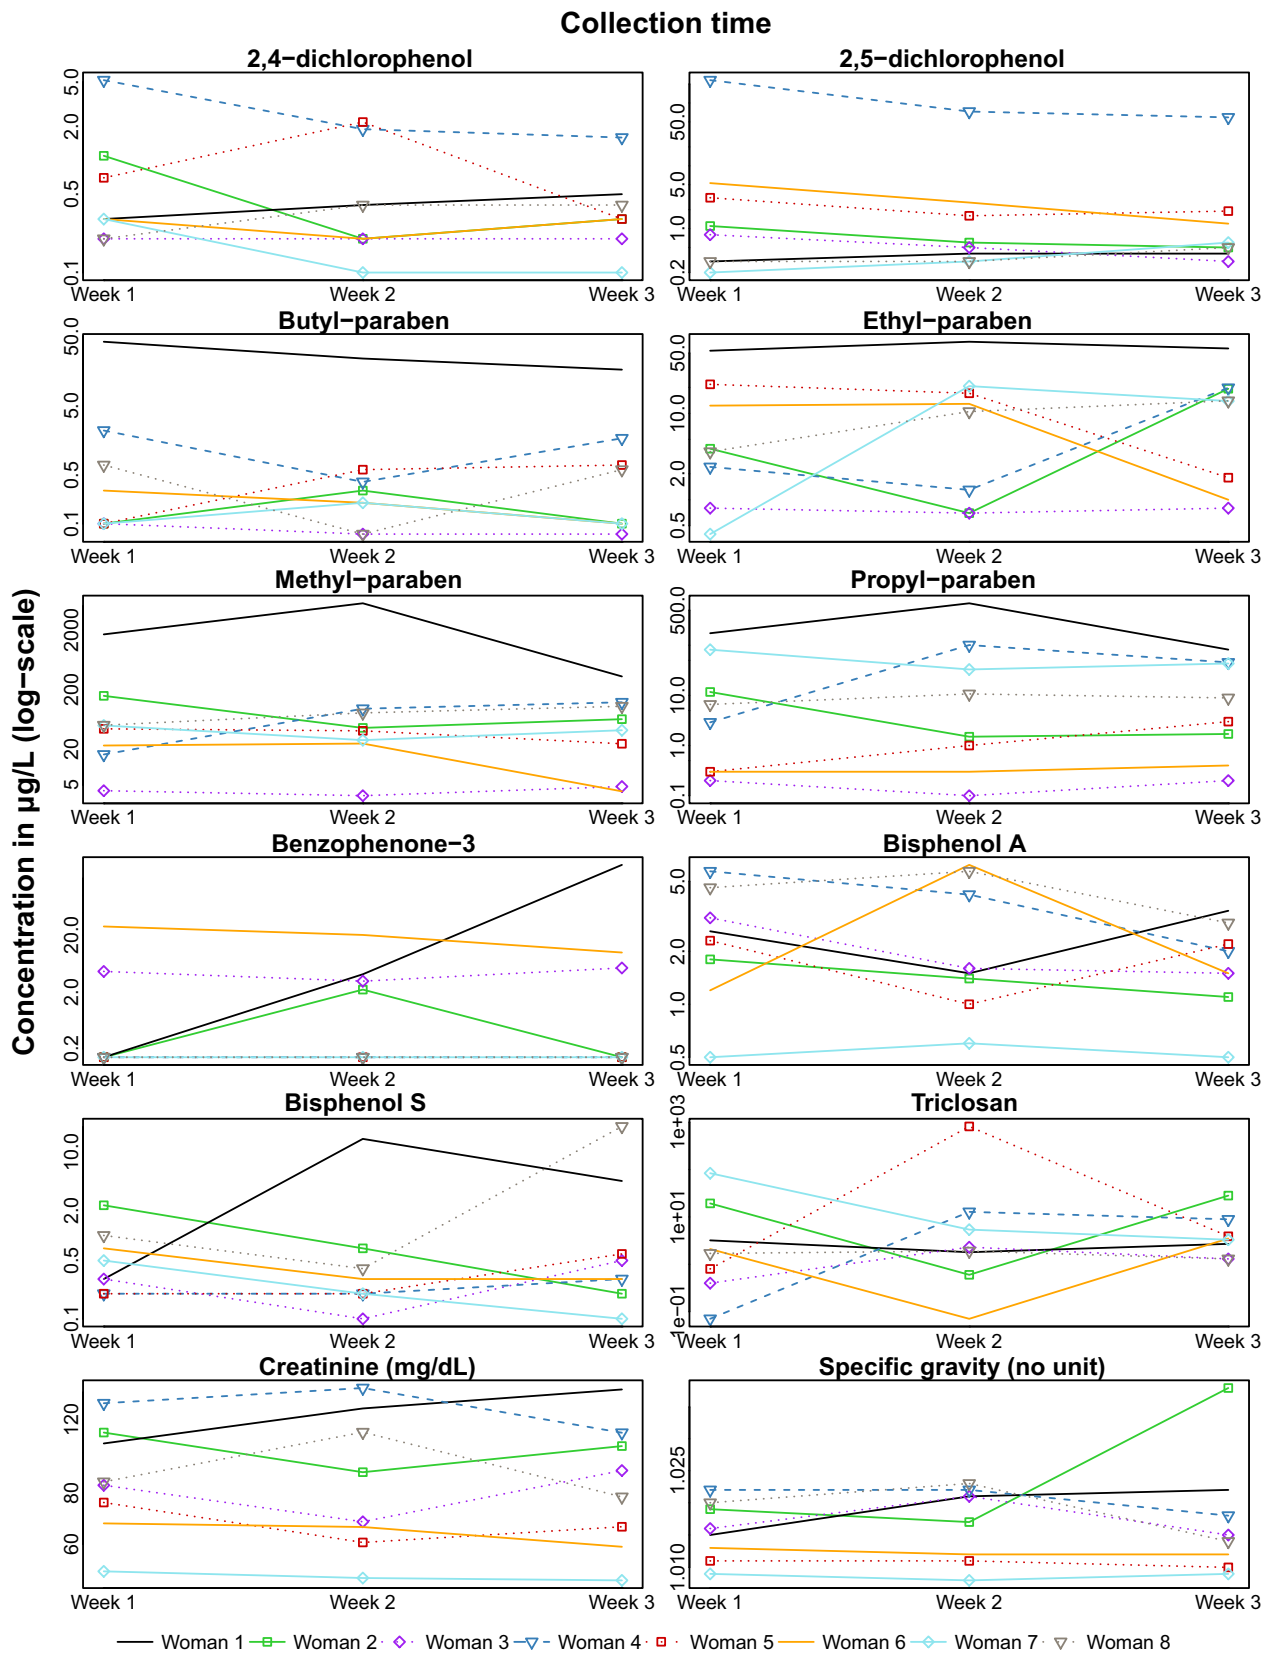 Collection time
2,4−dichlorophenol
2,5−dichlorophenol
5.0
2.0
0.5
0.1
50.0
5.0
1.0
0.2
Week 1
Week 2
Week 3
Week 1
Week 2
Week 3
Butyl−paraben
Ethyl−paraben
50.0
5.0
0.5
0.1
50.0
10.0
2.0
0.5
Week 1
Week 2
Week 3
Week 1
Week 2
Week 3
Methyl−paraben
Propyl−paraben
2000
200
20
5
500.0
10.0
1.0
0.1
Week 1
Week 2
Week 3
Week 1
Week 2
Week 3
Concentration in µg/L (log−scale)
Benzophenone−3
Bisphenol A
20.0
2.0
0.2
5.0
2.0
1.0
0.5
Week 1
Week 2
Week 3
Week 1
Week 2
Week 3
Bisphenol S
Triclosan
10.0
2.0
0.5
0.1
1e+03
1e+01
1e−01
Week 1
Week 2
Week 3
Week 1
Week 2
Week 3
Creatinine (mg/dL)
Specific gravity (no unit)
120
80
60
1.025
1.010
Week 1
Week 2
Week 3
Week 1
Week 2
Week 3
Woman 1 Woman 2 Woman 3 Woman 4 Woman 5 Woman 6 Woman 7 Woman 8